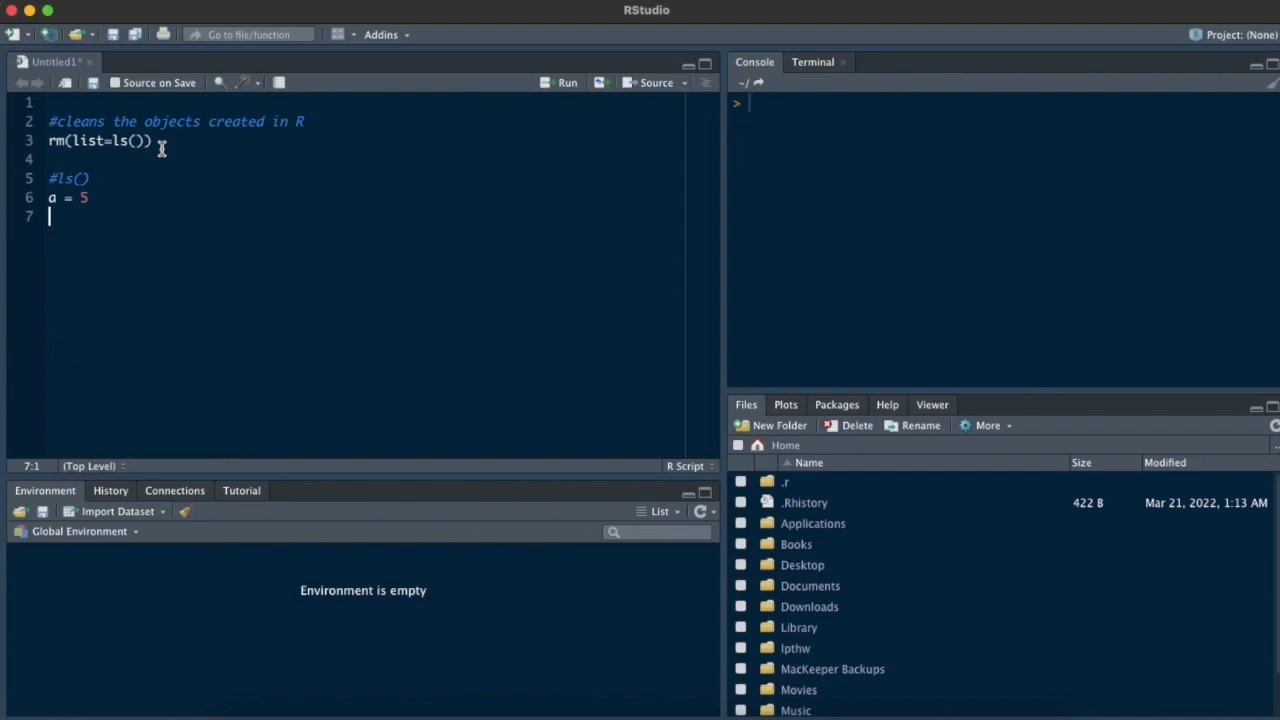 RStudio
Go to file/function
Addins
Project: (None)
Untitled1*
Source on Save
Run
Source
1
2 #cleans the objects created in R
3 rm(list=ls())
4
5 #ls()
6 a = 5
7
7:1 (Top Level)
R Script
Console Terminal
~/
>
Environment History Connections Tutorial
Import Dataset
List
Global Environment
Environment is empty
Files Plots Packages Help Viewer
New Folder Delete Rename More
Home
Name Size Modified
.r
.Rhistory 422 B Mar 21, 2022, 1:13 AM
Applications
Books
Desktop
Documents
Downloads
Library
lpthw
MacKeeper Backups
Movies
Music